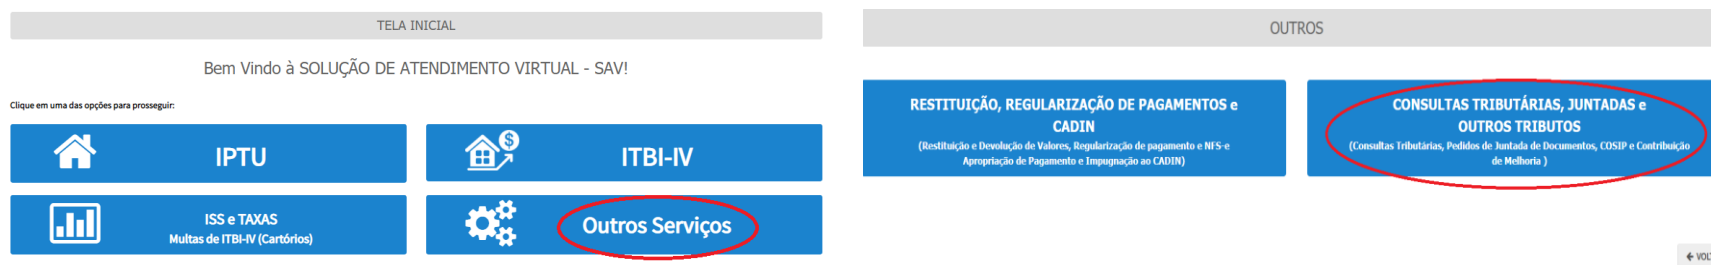 TELA INICIAL
Bem Vindo à SOLUÇÃO DE ATENDIMENTO VIRTUAL - SAV!
Clique em uma das opções para prosseguir:
IPTU
ITBI-IV
ISS e TAXAS
Multas de ITBI-IV (Cartórios)
Outros Serviços
OUTROS
RESTITUIÇÃO, REGULARIZAÇÃO DE PAGAMENTOS e
CADIN
(Restituição e Devolução de Valores, Regularização de pagamento e NFS-e
Apropriação de Pagamento e Impugnação ao CADIN)
CONSULTAS TRIBUTÁRIAS, JUNTADAS e
OUTROS TRIBUTOS
(Consultas Tributárias, Pedidos de Juntada de Documentos, COSIP e Contribuição
de Melhoria )